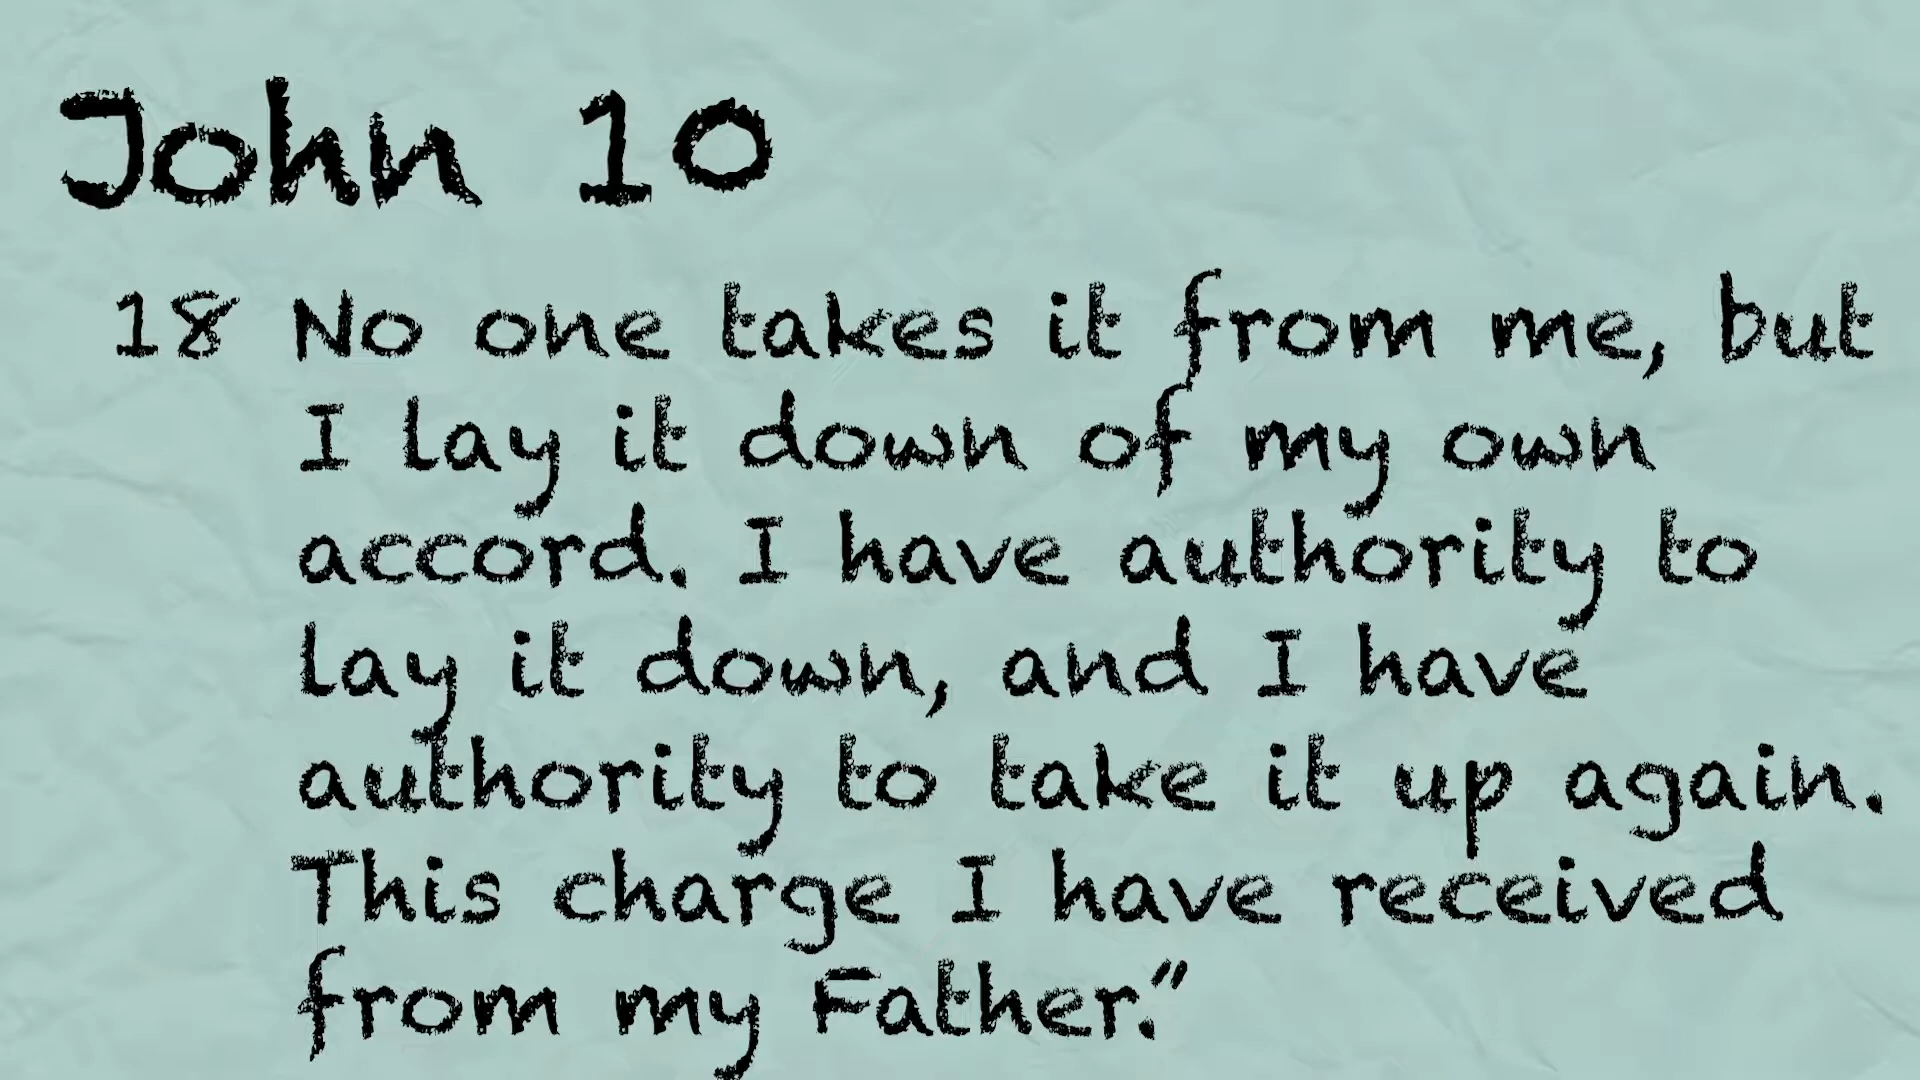 John 10
18 No one takes it from me, but
I lay it down of my own
accord. I have authority to
lay it down, and I have
authority to take it up again.
This charge I have received
from my Father.”